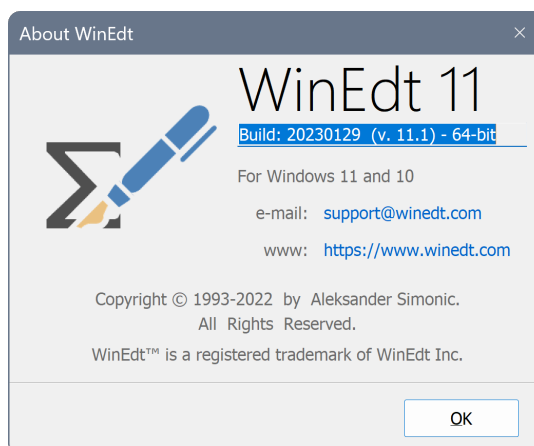 About WinEdt
WinEdt 11
Build: 20230129 (v. 11.1) - 64-bit
For Windows 11 and 10
e-mail: support@winedt.com
www: https://www.winedt.com
Copyright © 1993-2022 by Aleksander Simonic.
All Rights Reserved.
WinEdt™ is a registered trademark of WinEdt Inc.
OK